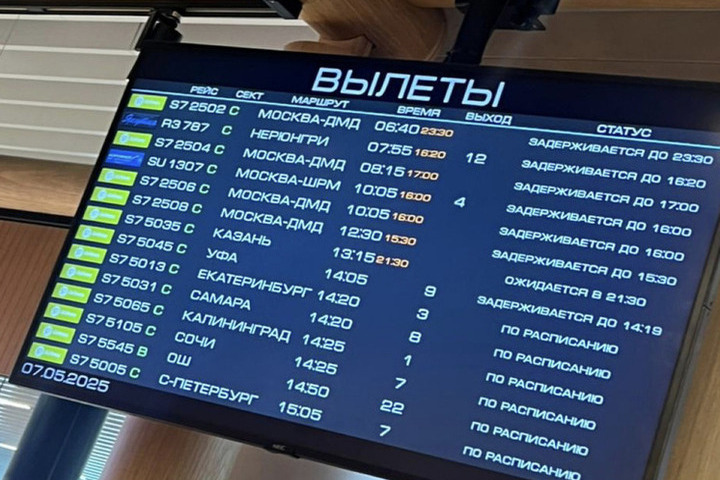 ВЫЛЕТЫ
РЕЙС СЕКТ МАРШРУТ ВРЕМЯ ВЫХОД СТАТУС
S7 2502 C МОСКВА-ДМД 06:40 23:30 ЗАДЕРЖИВАЕТСЯ ДО 23:30
R3 787 C НЕРЮНГРИ 07:55 16:20 12 ЗАДЕРЖИВАЕТСЯ ДО 16:20
S7 2504 C МОСКВА-ДМД 08:15 17:00 ЗАДЕРЖИВАЕТСЯ ДО 17:00
SU 1307 C МОСКВА-ШРМ 10:05 16:00 4 ЗАДЕРЖИВАЕТСЯ ДО 16:00
S7 2506 C МОСКВА-ДМД 10:05 16:00 ЗАДЕРЖИВАЕТСЯ ДО 16:00
S7 2508 C МОСКВА-ДМД 12:30 15:30 ЗАДЕРЖИВАЕТСЯ ДО 15:30
S7 5035 C КАЗАНЬ 13:15 21:30 ОЖИДАЕТСЯ В 21:30
S7 5045 C УФА 14:05 9 ЗАДЕРЖИВАЕТСЯ ДО 14:19
S7 5013 C ЕКАТЕРИНБУРГ 14:20 3 ПО РАСПИСАНИЮ
S7 5031 C САМАРА 14:20 8 ПО РАСПИСАНИЮ
S7 5065 C КАЛИНИНГРАД 14:25 1 ПО РАСПИСАНИЮ
S7 5105 C СОЧИ 14:25 7 ПО РАСПИСАНИЮ
S7 5545 B ОШ 14:50 22 ПО РАСПИСАНИЮ
S7 5005 C С-ПЕТЕРБУРГ 15:05 7 ПО РАСПИСАНИЮ
07.05.2025